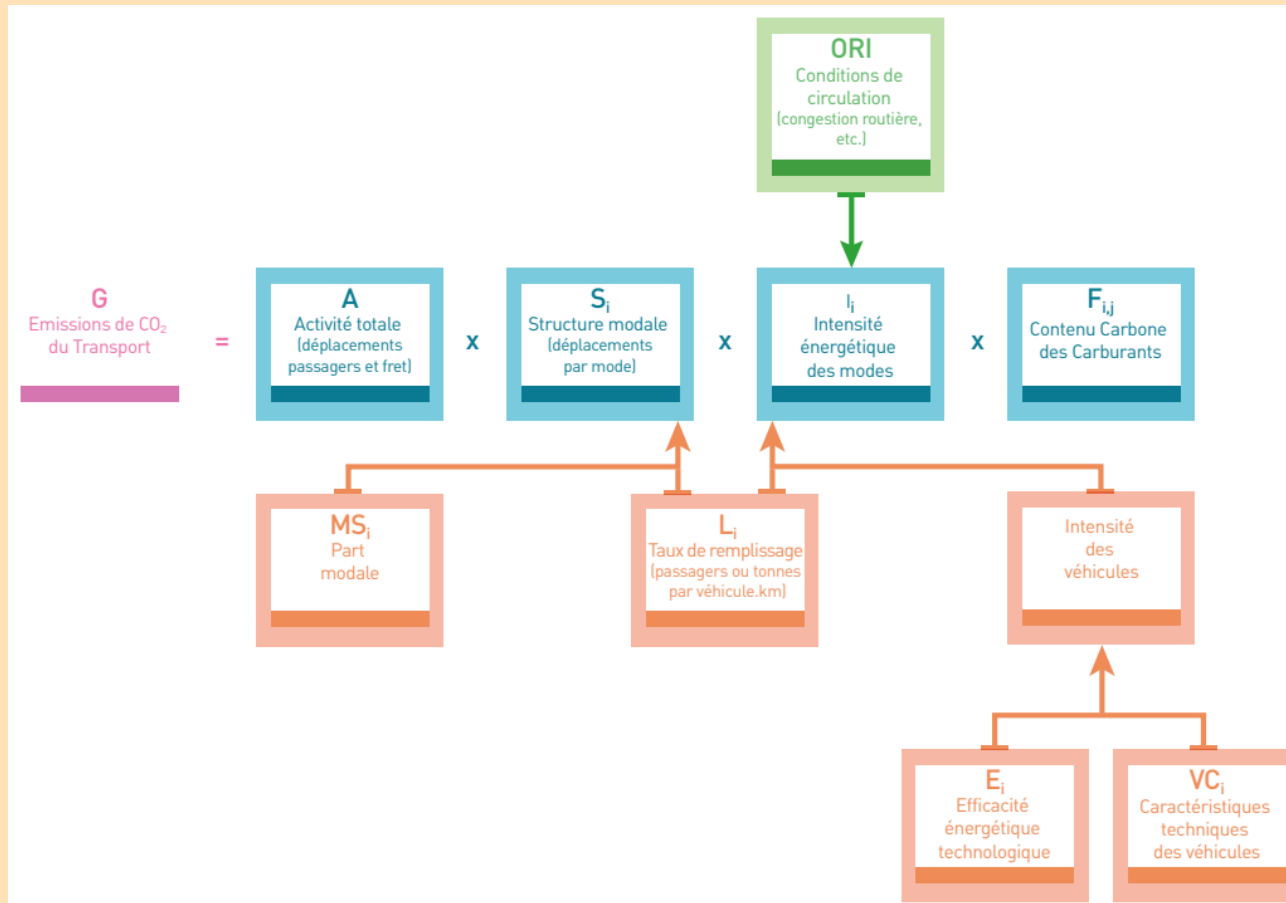 ORI
Conditions de
circulation
(congestion routière,
etc.)
G
Emissions de CO₂
du Transport
=
A
Activité totale
(déplacements
passagers et fret)
x
Sᵢ
Structure modale
(déplacements
par mode)
x
Iᵢ
Intensité
énergétique
des modes
x
Fᵢ,ⱼ
Contenu Carbone
des Carburants
MSᵢ
Part
modale
Lᵢ
Taux de remplissage
(passagers ou tonnes
par véhicule.km)
Intensité
des
véhicules
Eᵢ
Efficacité
énergétique
technologique
VCᵢ
Caractéristiques
techniques
des véhicules